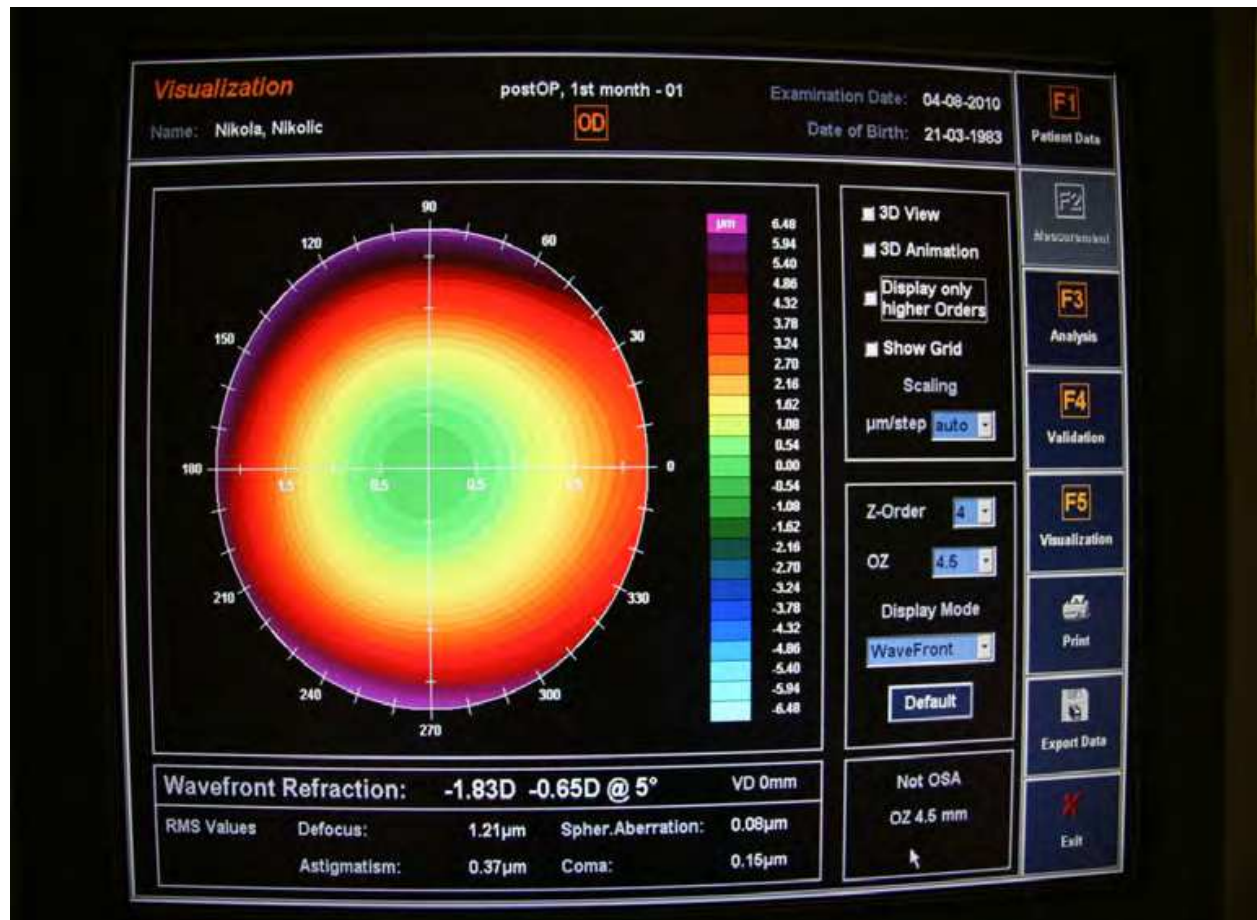 Visualization
postOP, 1st month - 01
Examination Date: 04-08-2010
Name: Nikola, Nikolic
OD
Date of Birth: 21-03-1983
F1
Patient Data
F2
Measurement
F3
Analysis
F4
Validation
F5
Visualization
Print
Export Data
Exit
90
120
60
150
30
180
0
1.5 0.5 0.5 1.5
210
330
240
300
270
µm
6.48
5.94
5.40
4.86
4.32
3.78
3.24
2.70
2.16
1.62
1.08
0.54
0.00
-0.54
-1.08
-1.62
-2.16
-2.70
-3.24
-3.78
-4.32
-4.86
-5.40
-5.94
-6.48
3D View
3D Animation
Display only
higher Orders
Show Grid
Scaling
µm/step auto
Z-Order 4
OZ 4.5
Display Mode
WaveFront
Default
Wavefront Refraction: -1.83D -0.65D @ 5° VD 0mm
RMS Values Defocus: 1.21µm Spher.Aberration: 0.08µm
Astigmatism: 0.37µm Coma: 0.15µm
Not OSA
OZ 4.5 mm